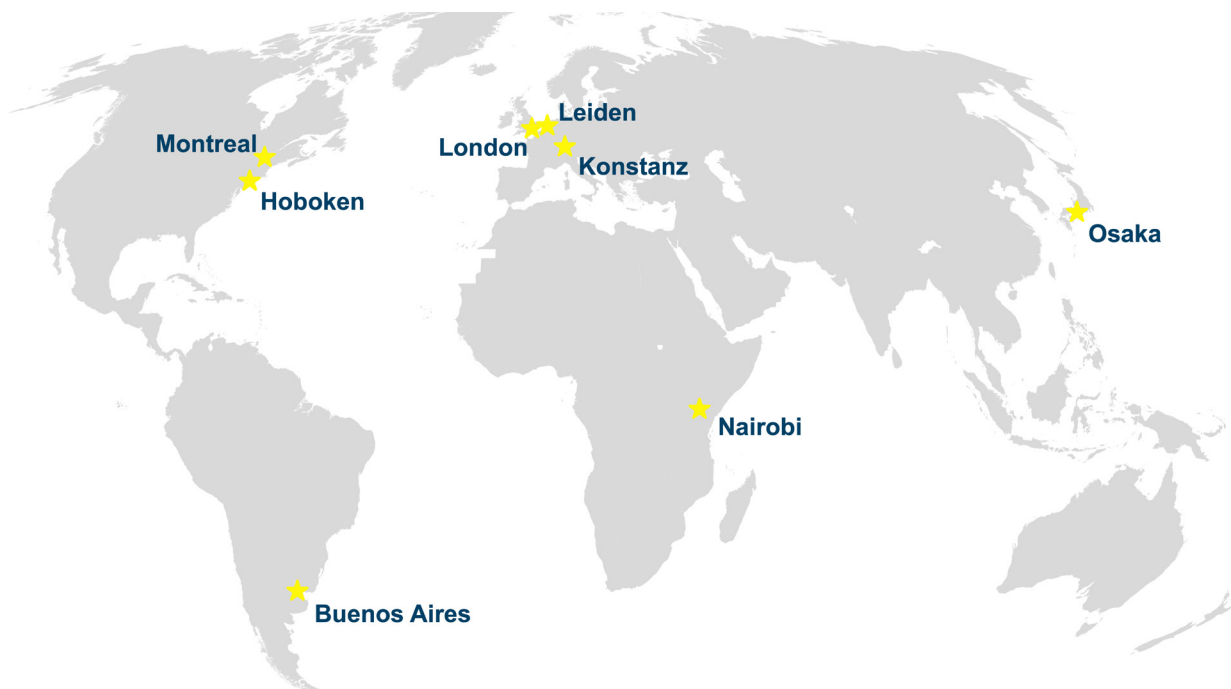 Leiden
Montreal
London
Konstanz
Hoboken
Osaka
Nairobi
Buenos Aires